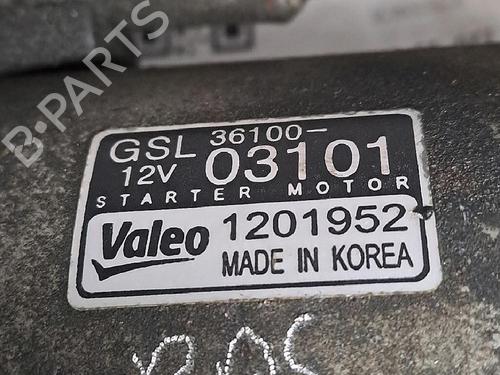 B-PARTS
GSL 36100-
12V 03101
STARTER MOTOR
Valeo 1201952
MADE IN KOREA